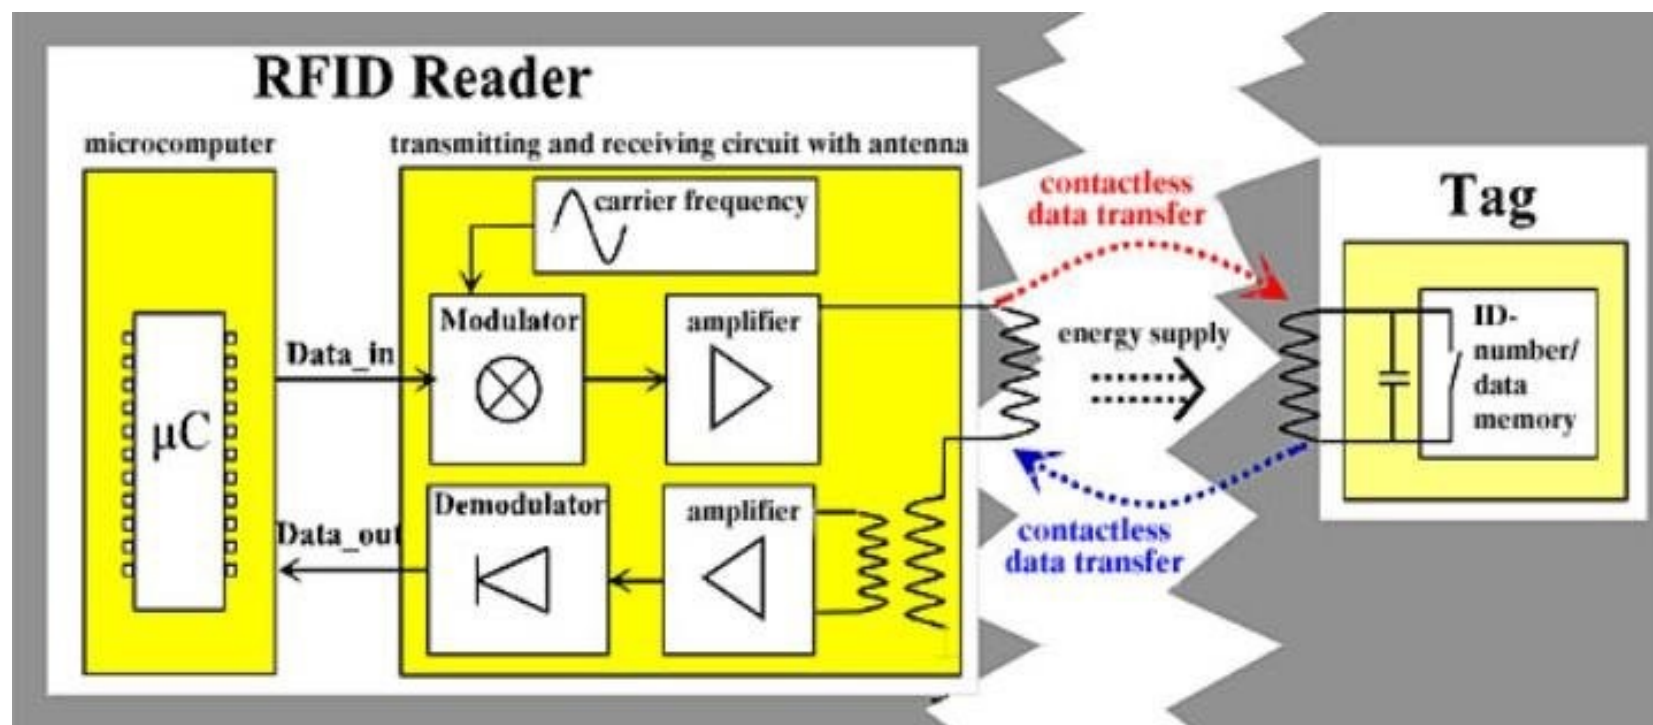 RFID Reader
microcomputer
transmitting and receiving circuit with antenna
carrier frequency
Modulator
amplifier
Data_in
μC
Data_out
Demodulator
amplifier
contactless
data transfer
energy supply
contactless
data transfer
Tag
ID-
number/
data
memory